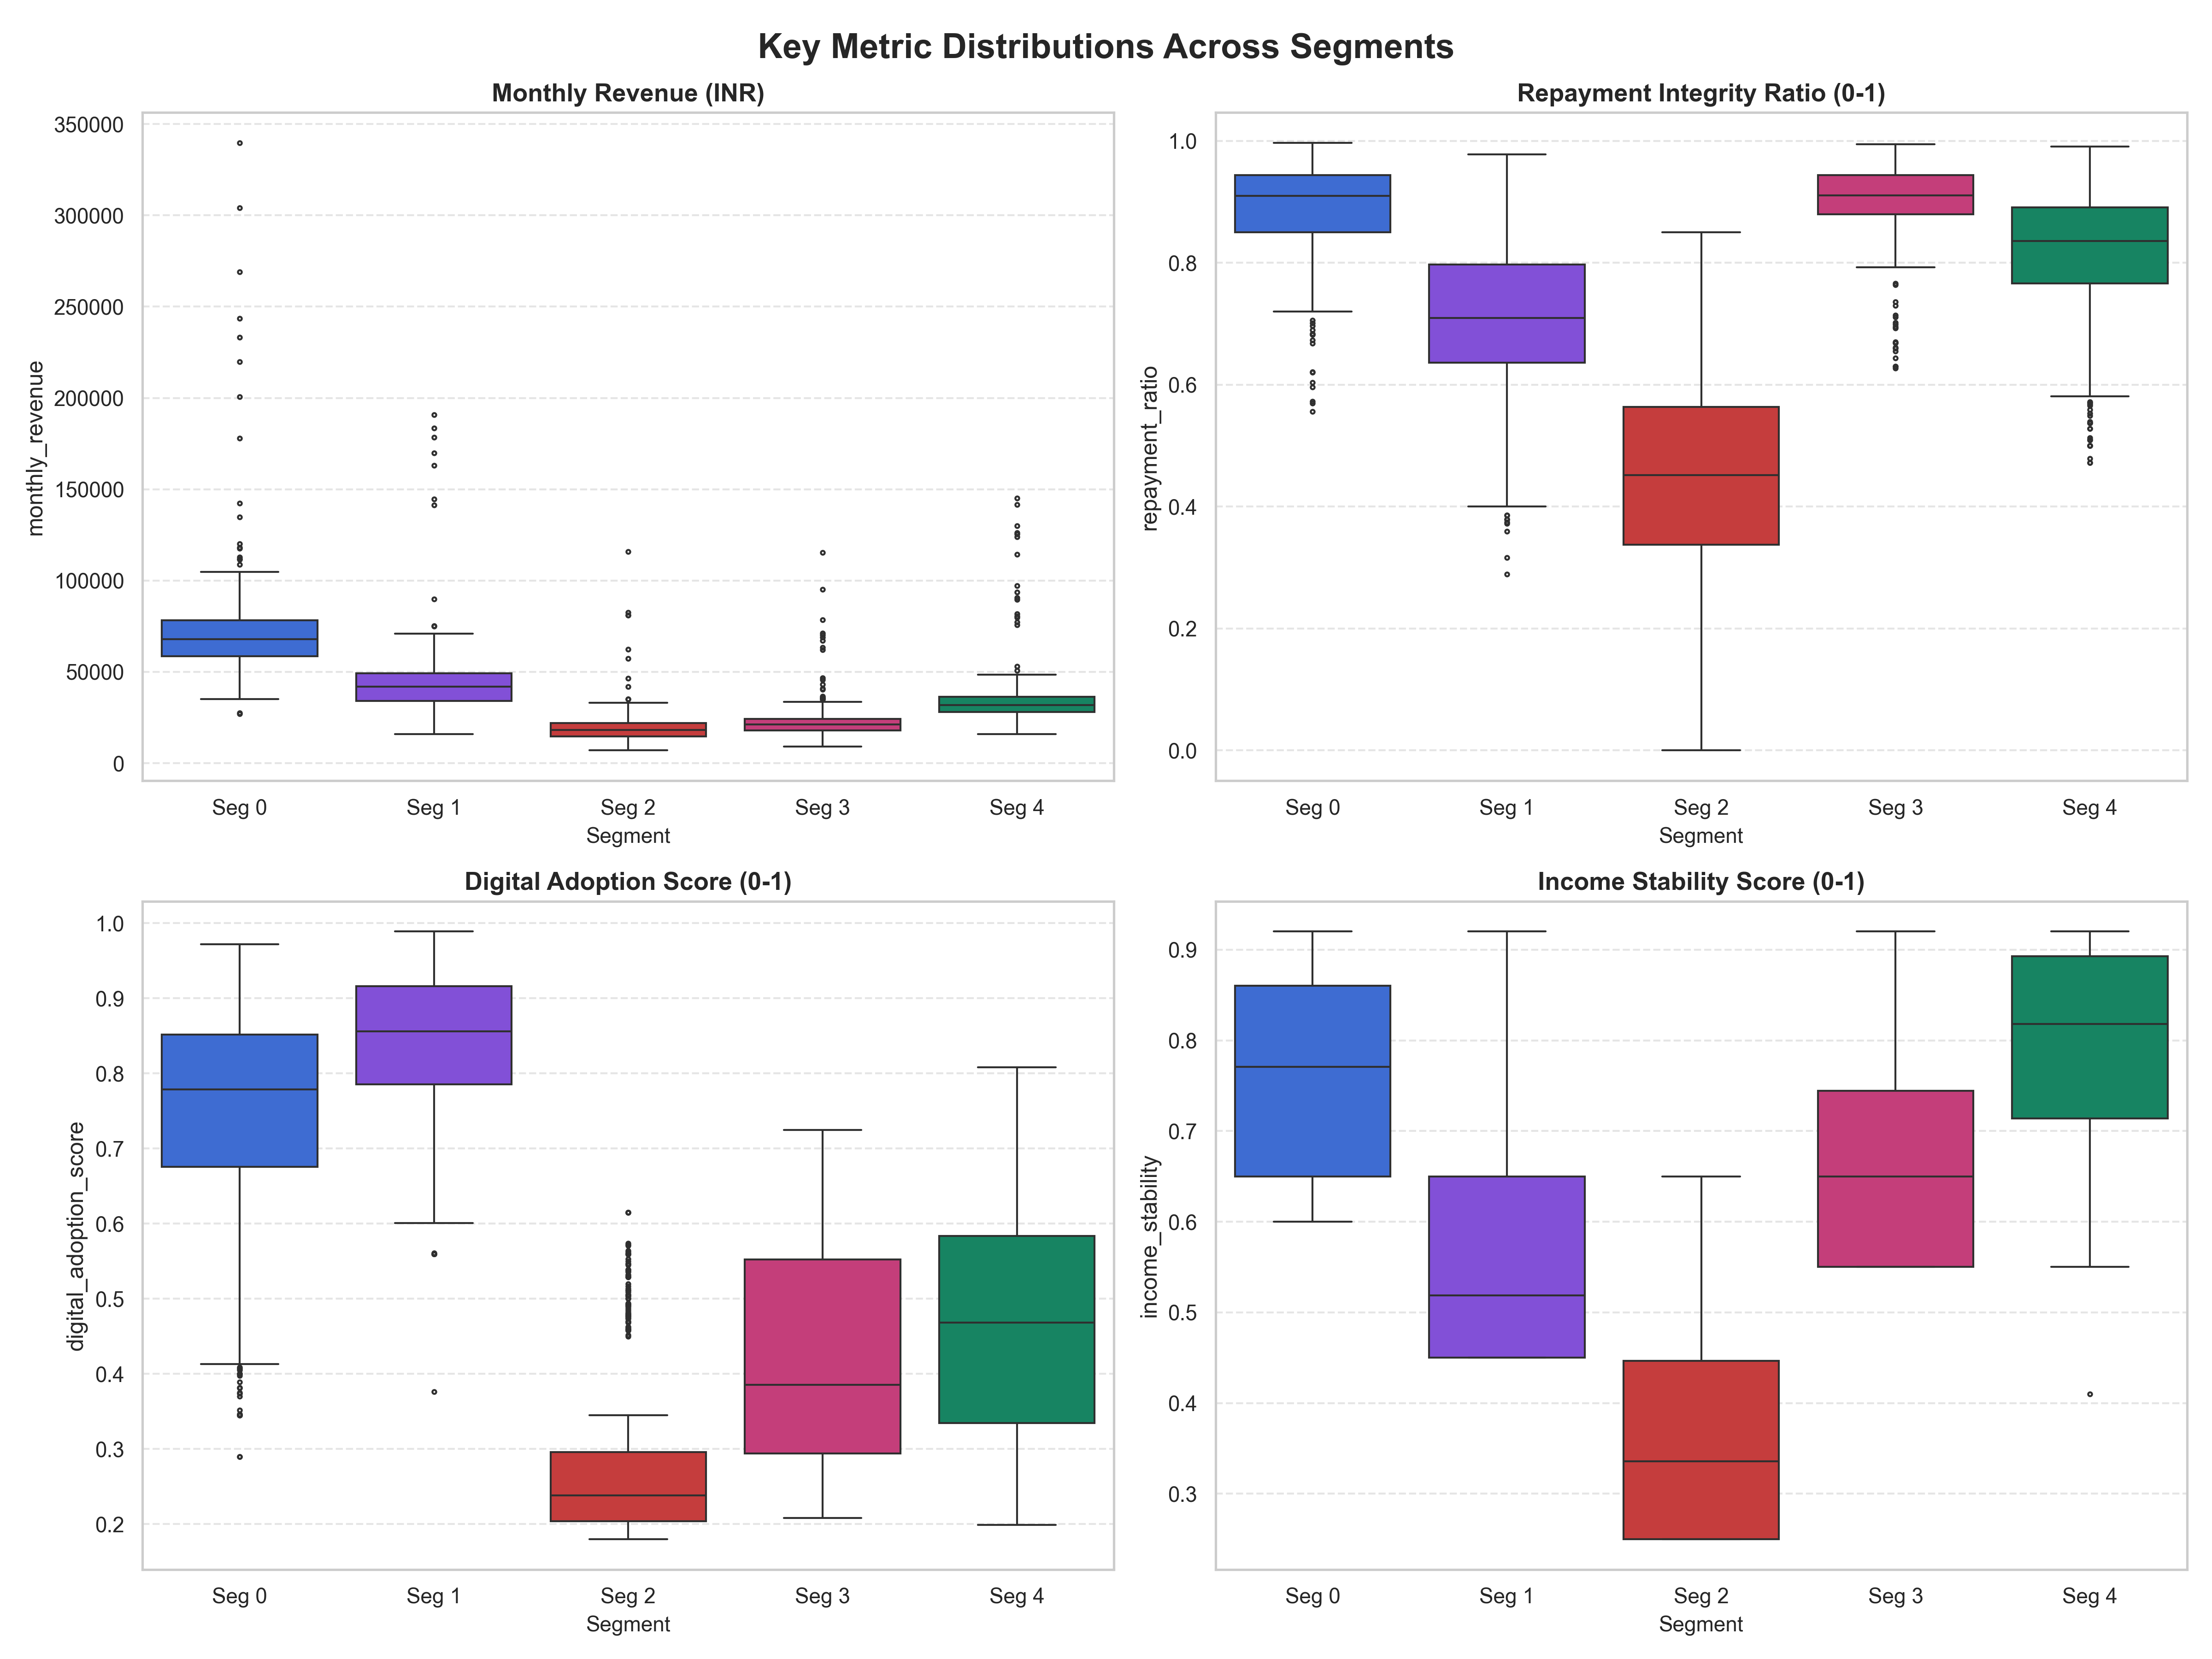 Key Metric Distributions Across Segments
Monthly Revenue (INR)
monthly_revenue
350000
300000
250000
200000
150000
100000
50000
0
Seg 0 Seg 1 Seg 2 Seg 3 Seg 4
Segment
Repayment Integrity Ratio (0-1)
repayment_ratio
1.0
0.8
0.6
0.4
0.2
0.0
Seg 0 Seg 1 Seg 2 Seg 3 Seg 4
Segment
Digital Adoption Score (0-1)
digital_adoption_score
1.0
0.9
0.8
0.7
0.6
0.5
0.4
0.3
0.2
Seg 0 Seg 1 Seg 2 Seg 3 Seg 4
Segment
Income Stability Score (0-1)
income_stability
0.9
0.8
0.7
0.6
0.5
0.4
0.3
Seg 0 Seg 1 Seg 2 Seg 3 Seg 4
Segment